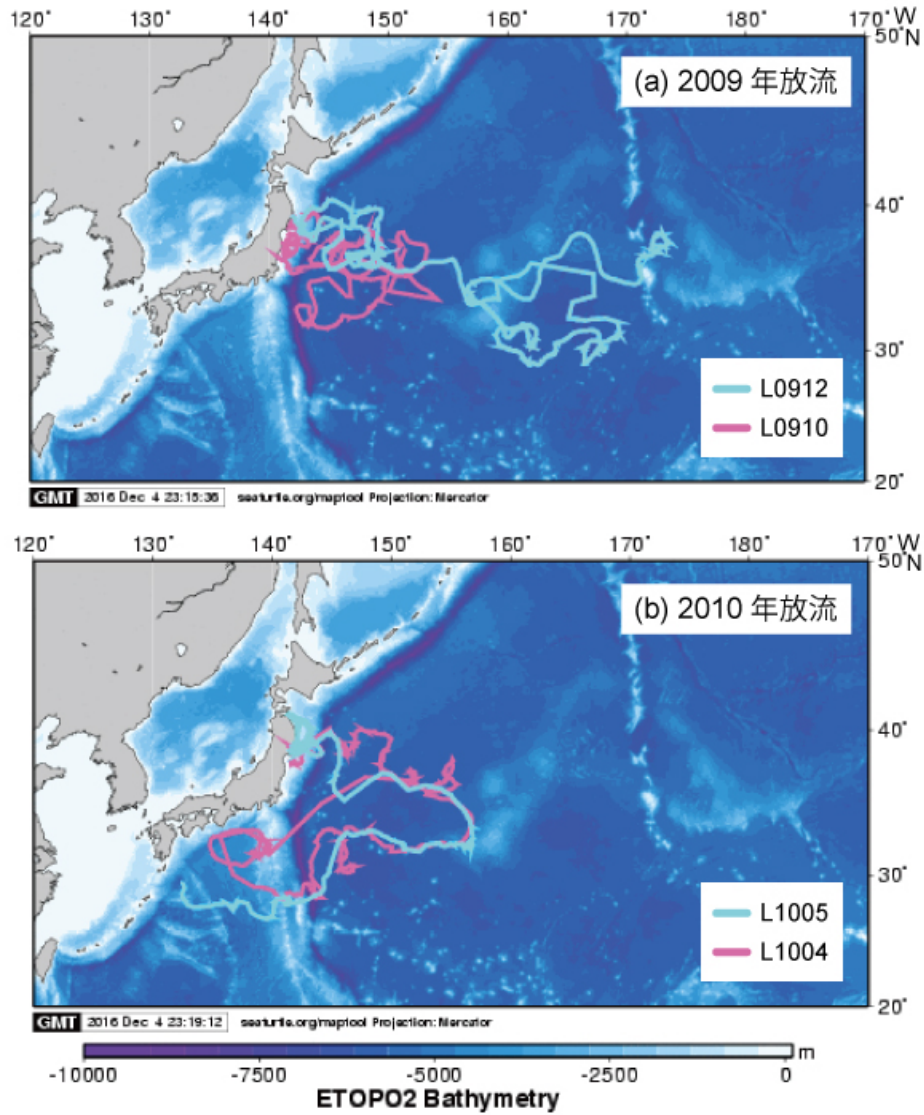 120° 130° 140° 150° 160° 170° 180° 170° W
50° N
(a) 2009 年放流
40°
30°
L0912
L0910
20°
GMT 2016 Dec 4 23:15:36 seaturtle.org/maptool Projection: Mercator
120° 130° 140° 150° 160° 170° 180° 170° W
50° N
(b) 2010 年放流
40°
30°
L1005
L1004
20°
GMT 2016 Dec 4 23:19:12 seaturtle.org/maptool Projection: Mercator
-10000 -7500 -5000 -2500 0 m
ETOPO2 Bathymetry